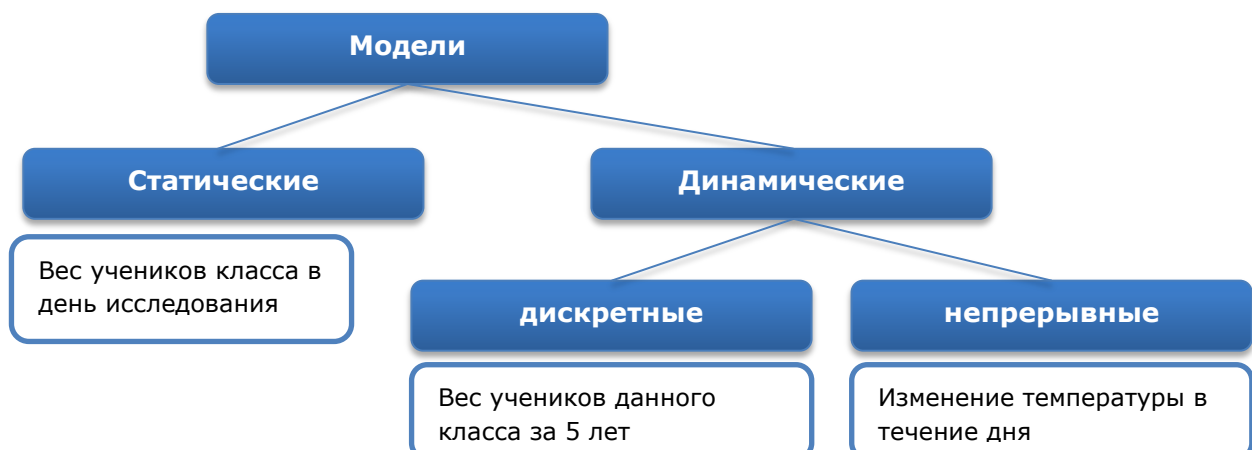 Модели
Статические
Динамические
Вес учеников класса в
день исследования
дискретные
непрерывные
Вес учеников данного
класса за 5 лет
Изменение температуры в
течение дня